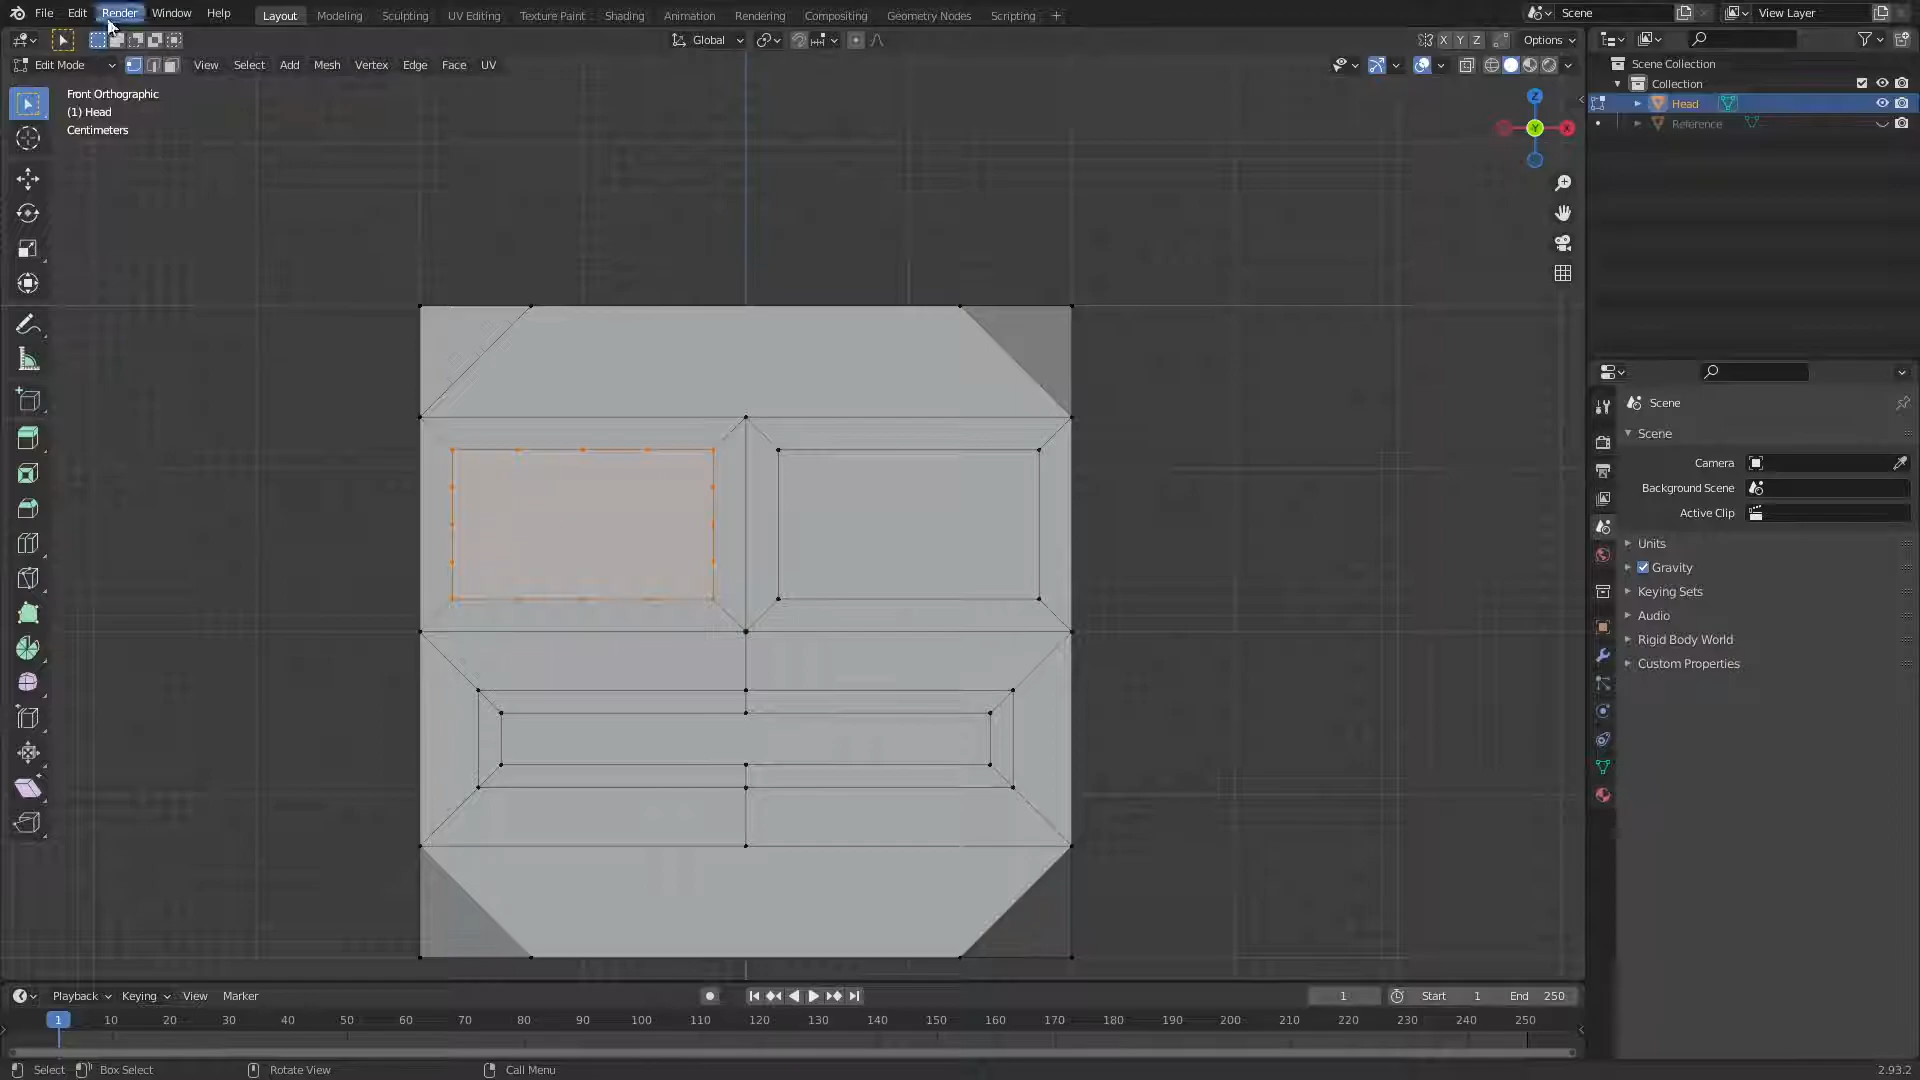 File Edit Render Window Help Layout Modeling Sculpting UV Editing Texture Paint Shading Animation Rendering Compositing Geometry Nodes Scripting + Scene View Layer
Global X Y Z Options
Edit Mode View Select Add Mesh Vertex Edge Face UV
Front Orthographic
(1) Head
Centimeters
Z
Y
X
Scene Collection
Collection
Head
Reference
Scene
Scene
Camera
Background Scene
Active Clip
Units
Gravity
Keying Sets
Audio
Rigid Body World
Custom Properties
Playback Keying View Marker 1 Start 1 End 250
1 10 20 30 40 50 60 70 80 90 100 110 120 130 140 150 160 170 180 190 200 210 220 230 240 250
Select Box Select Rotate View Call Menu 2.93.2